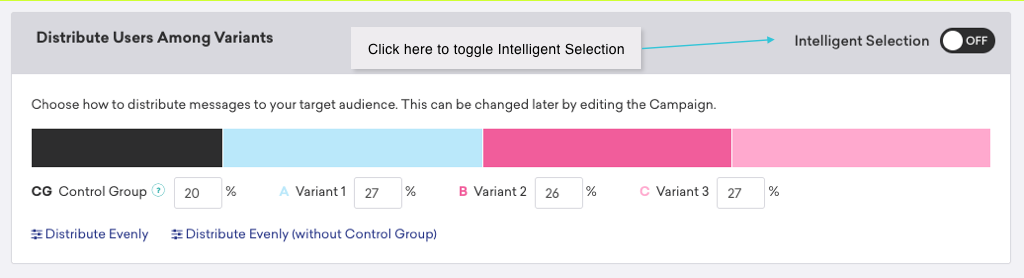 Distribute Users Among Variants
Click here to toggle Intelligent Selection
Intelligent Selection OFF
Choose how to distribute messages to your target audience. This can be changed later by editing the Campaign.
CG Control Group ? 20 % A Variant 1 27 % B Variant 2 26 % C Variant 3 27 %
Distribute Evenly Distribute Evenly (without Control Group)